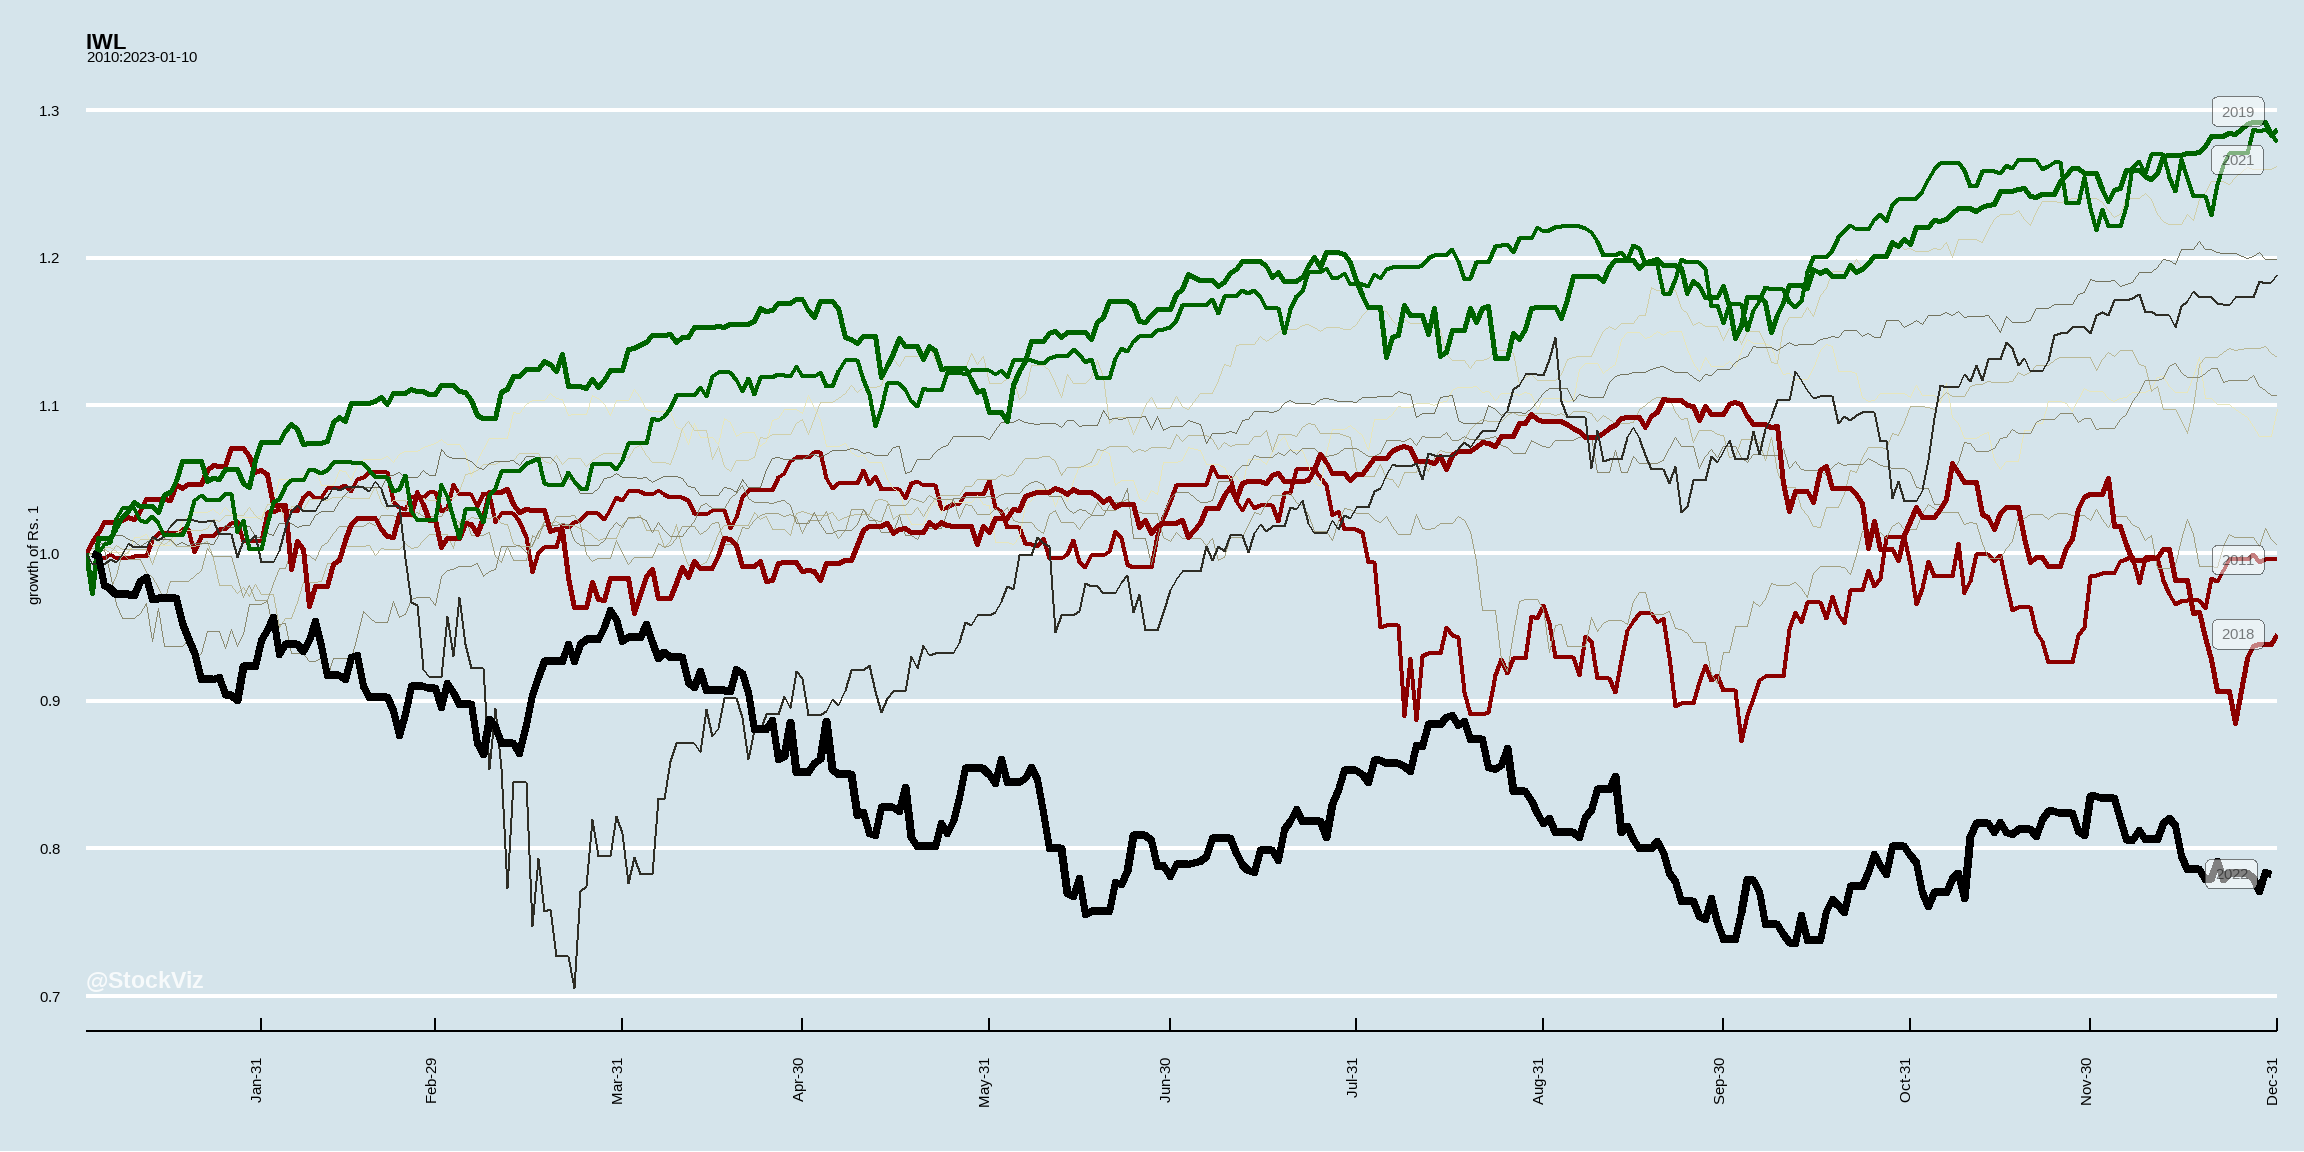 IWL
2010:2023-01-10
1.3
1.2
1.1
1.0
0.9
0.8
0.7
growth of Rs. 1
2019
2021
2011
2018
2022
@StockViz
Jan-31
Feb-29
Mar-31
Apr-30
May-31
Jun-30
Jul-31
Aug-31
Sep-30
Oct-31
Nov-30
Dec-31